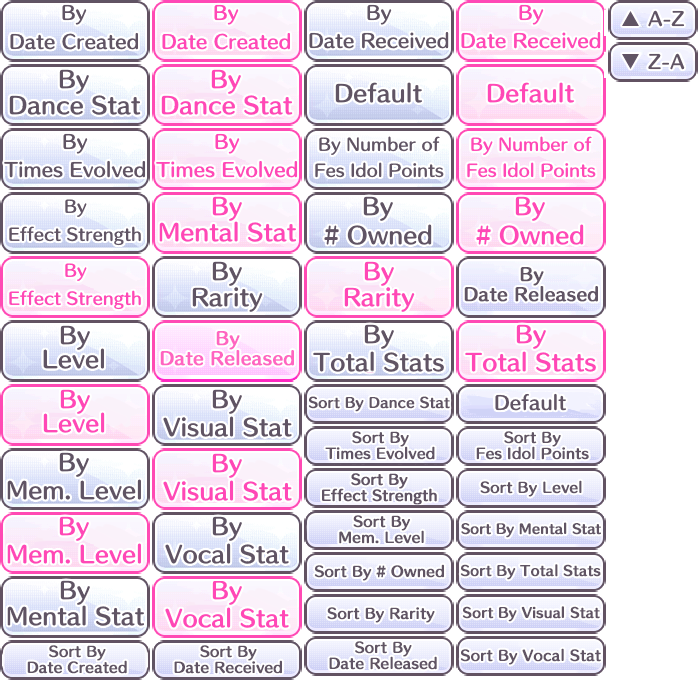 By
Date Created
By
Date Created
By
Date Received
By
Date Received
▲ A-Z
▼ Z-A
By
Dance Stat
By
Dance Stat
Default
Default
By
Times Evolved
By
Times Evolved
By Number of
Fes Idol Points
By Number of
Fes Idol Points
By
Effect Strength
By
Mental Stat
By
# Owned
By
# Owned
By
Effect Strength
By
Rarity
By
Rarity
By
Date Released
By
Level
By
Date Released
By
Total Stats
By
Total Stats
By
Level
By
Visual Stat
Sort By Dance Stat
Default
Sort By
Times Evolved
Sort By
Fes Idol Points
By
Mem. Level
By
Visual Stat
Sort By
Effect Strength
Sort By Level
By
Mem. Level
By
Vocal Stat
Sort By
Mem. Level
Sort By Mental Stat
Sort By # Owned
Sort By Total Stats
By
Mental Stat
By
Vocal Stat
Sort By Rarity
Sort By Visual Stat
Sort By
Date Created
Sort By
Date Received
Sort By
Date Released
Sort By Vocal Stat